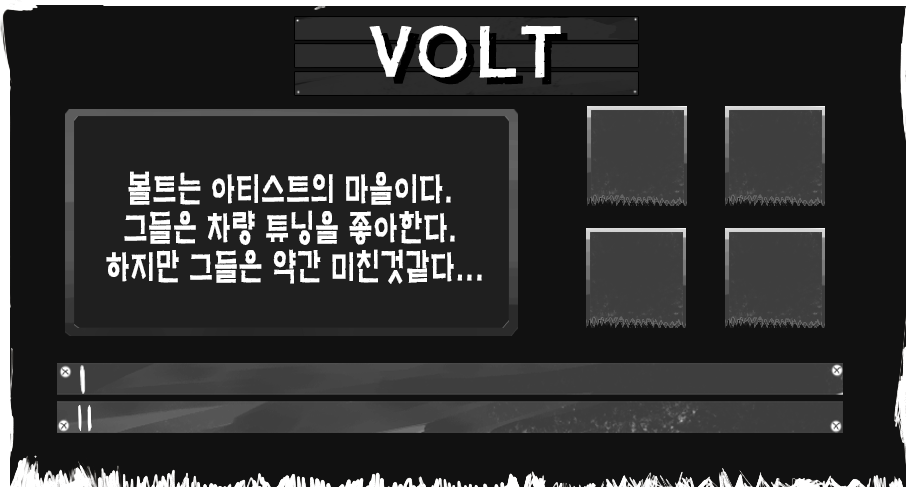 VOLT
볼트는 아티스트의 마을이다.
그들은 차량 튜닝을 좋아한다.
하지만 그들은 약간 미친것같다...
I
II